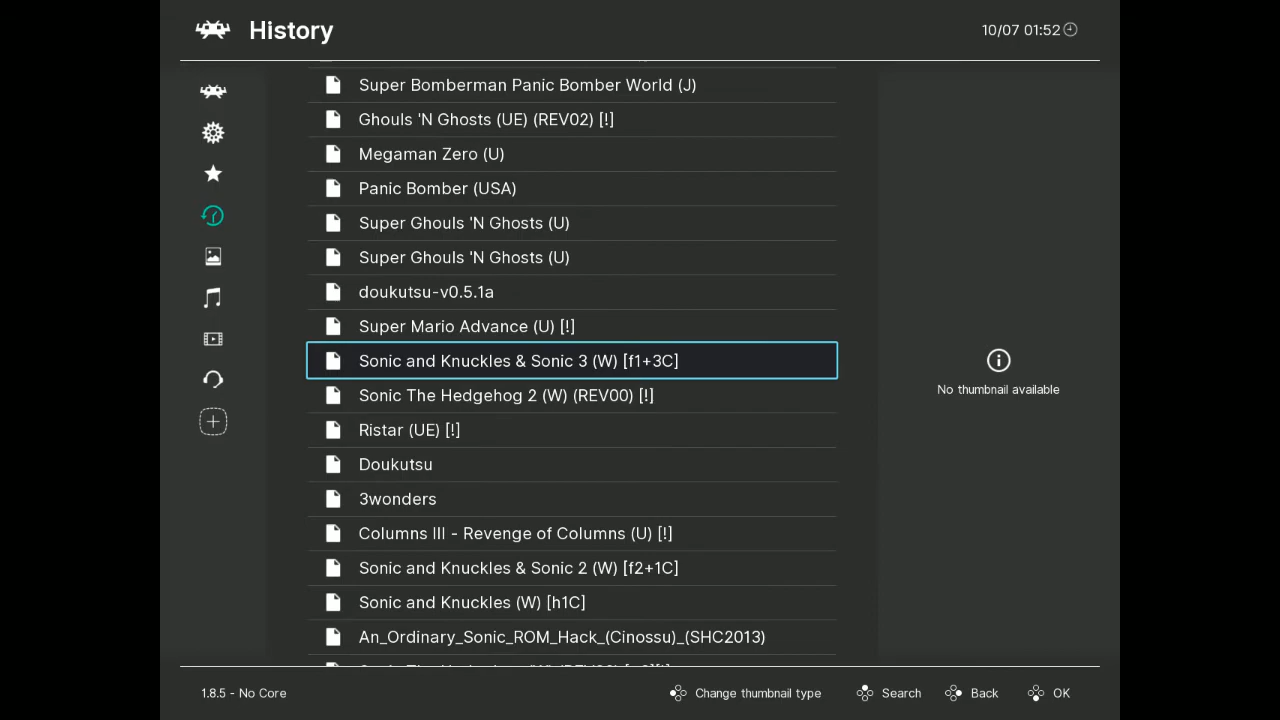 History
10/07 01:52
Super Bomberman Panic Bomber World (J)
Ghouls 'N Ghosts (UE) (REV02) [!]
Megaman Zero (U)
Panic Bomber (USA)
Super Ghouls 'N Ghosts (U)
Super Ghouls 'N Ghosts (U)
doukutsu-v0.5.1a
Super Mario Advance (U) [!]
Sonic and Knuckles & Sonic 3 (W) [f1+3C]
No thumbnail available
Sonic The Hedgehog 2 (W) (REV00) [!]
Ristar (UE) [!]
Doukutsu
3wonders
Columns III - Revenge of Columns (U) [!]
Sonic and Knuckles & Sonic 2 (W) [f2+1C]
Sonic and Knuckles (W) [h1C]
An_Ordinary_Sonic_ROM_Hack_(Cinossu)_(SHC2013)
1.8.5 - No Core
Change thumbnail type
Search
Back
OK